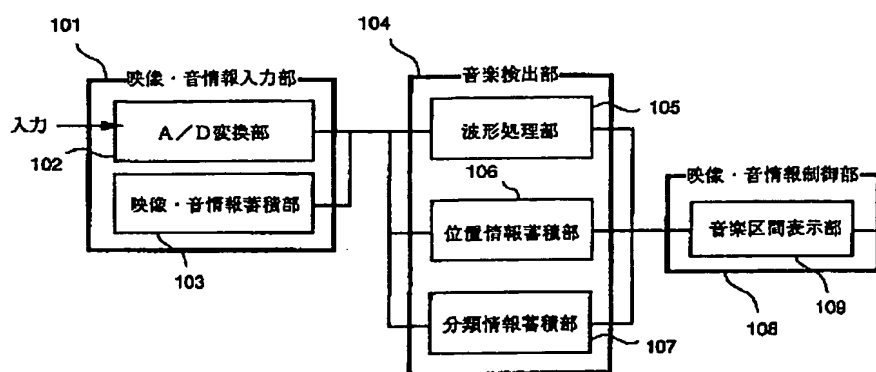 101
映像・音情報入力部
入力
A/D変換部
102
映像・音情報蓄積部
103
104
音楽検出部
105
波形処理部
106
位置情報蓄積部
分類情報蓄積部
107
映像・音情報制御部
音楽区間表示部
108
109